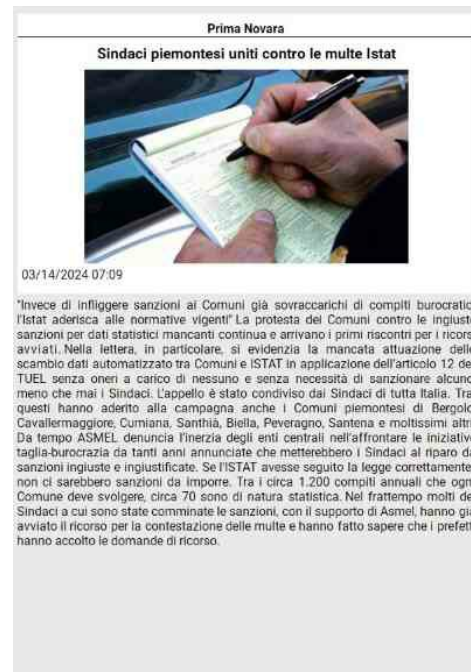 Prima Novara
Sindaci piemontesi uniti contro le multe Istat
03/14/2024 07:09
"Invece di infliggere sanzioni ai Comuni già sovraccarichi di compiti burocratic
l'Istat aderisca alle normative vigenti" La protesta dei Comuni contro le ingiuste
sanzioni per dati statistici mancanti continua e arrivano i primi riscontri per i ricors
avviati. Nella lettera, in particolare, si evidenzia la mancata attuazione dello
scambio dati automatizzato tra Comuni e ISTAT in applicazione dell'articolo 12 de
TUEL senza oneri a carico di nessuno e senza necessità di sanzionare alcuno
meno che mai i Sindaci. L'appello è stato condiviso dai Sindaci di tutta Italia. Tra
questi hanno aderito alla campagna anche i Comuni piemontesi di Bergolo
Cavallermaggiore, Cumiana, Santhià, Biella, Peveragno, Santena e moltissimi altri
Da tempo ASMEL denuncia l'inerzia degli enti centrali nell'affrontare le iniziative
taglia-burocrazia da tanti anni annunciate che metterebbero i Sindaci al riparo da
sanzioni ingiuste e ingiustificate. Se l'ISTAT avesse seguito la legge correttamente
non ci sarebbero sanzioni da imporre. Tra i circa 1.200 compiti annuali che ogn
Comune deve svolgere, circa 70 sono di natura statistica. Nel frattempo molti de
Sindaci a cui sono state comminate le sanzioni, con il supporto di Asmel, hanno già
avviato il ricorso per la contestazione delle multe e hanno fatto sapere che i prefett
hanno accolto le domande di ricorso.